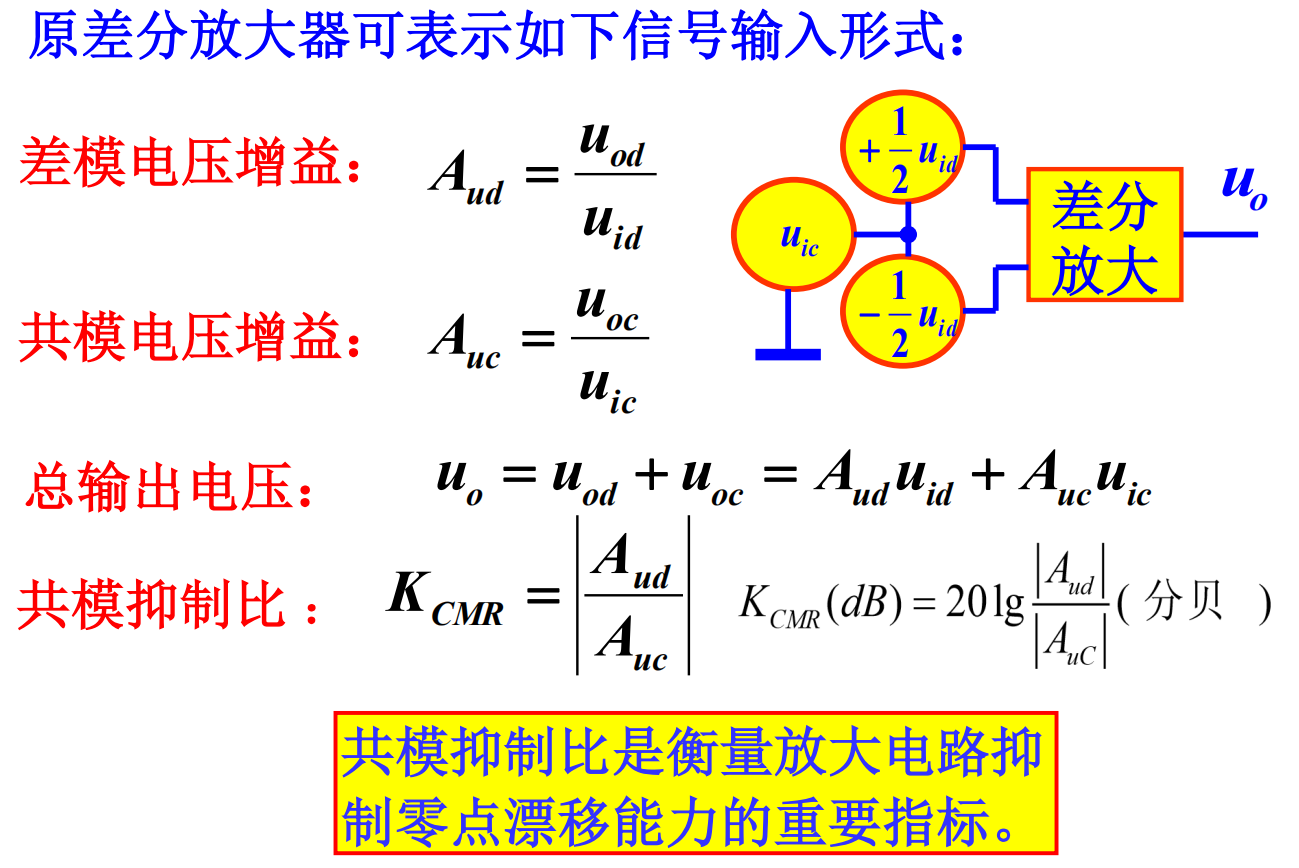 原差分放大器可表示如下信号输入形式：
差模电压增益： A_{ud} = \frac{u_{od}}{u_{id}}
+\frac{1}{2}u_{id}
u_{ic}
-\frac{1}{2}u_{id}
差分
放大
u_o
共模电压增益： A_{uc} = \frac{u_{oc}}{u_{ic}}
总输出电压： u_o = u_{od} + u_{oc} = A_{ud}u_{id} + A_{uc}u_{ic}
共模抑制比： K_{CMR} = \left|\frac{A_{ud}}{A_{uc}}\right| K_{CMR}(dB) = 20\lg\frac{|A_{ud}|}{|A_{uC}|}(分贝 )
共模抑制比是衡量放大电路抑
制零点漂移能力的重要指标。